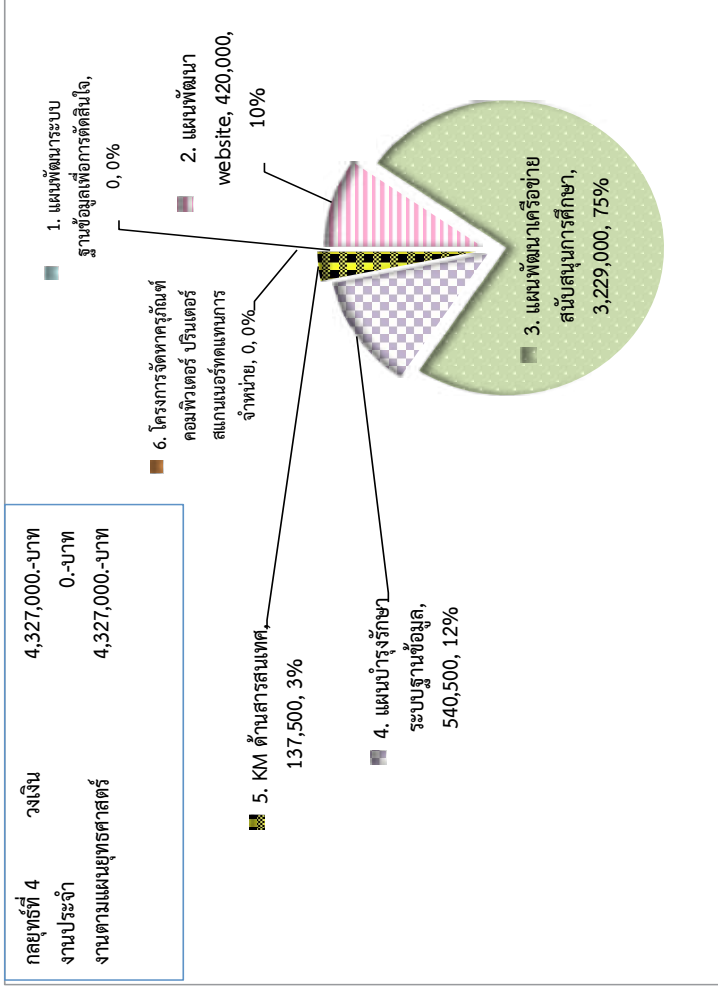 กลยุทธ์ที่ 4 วงเงิน 4,327,000.-บาท
งานประจำ 0.-บาท
งานตามแผนยุทธศาสตร์ 4,327,000.-บาท
1. แผนพัฒนาระบบ
ฐานข้อมูลเพื่อการตัดสินใจ,
0, 0%
2. แผนพัฒนา
website, 420,000,
10%
3. แผนพัฒนาเครือข่าย
สนับสนุนการศึกษา,
3,229,000, 75%
4. แผนบำรุงรักษา
ระบบฐานข้อมูล,
540,500, 12%
5. KM ด้านสารสนเทศ,
137,500, 3%
6. โครงการจัดหาครุภัณฑ์
คอมพิวเตอร์ ปรินเตอร์
สแกนเนอร์ทดแทนการ
จำหน่าย, 0, 0%